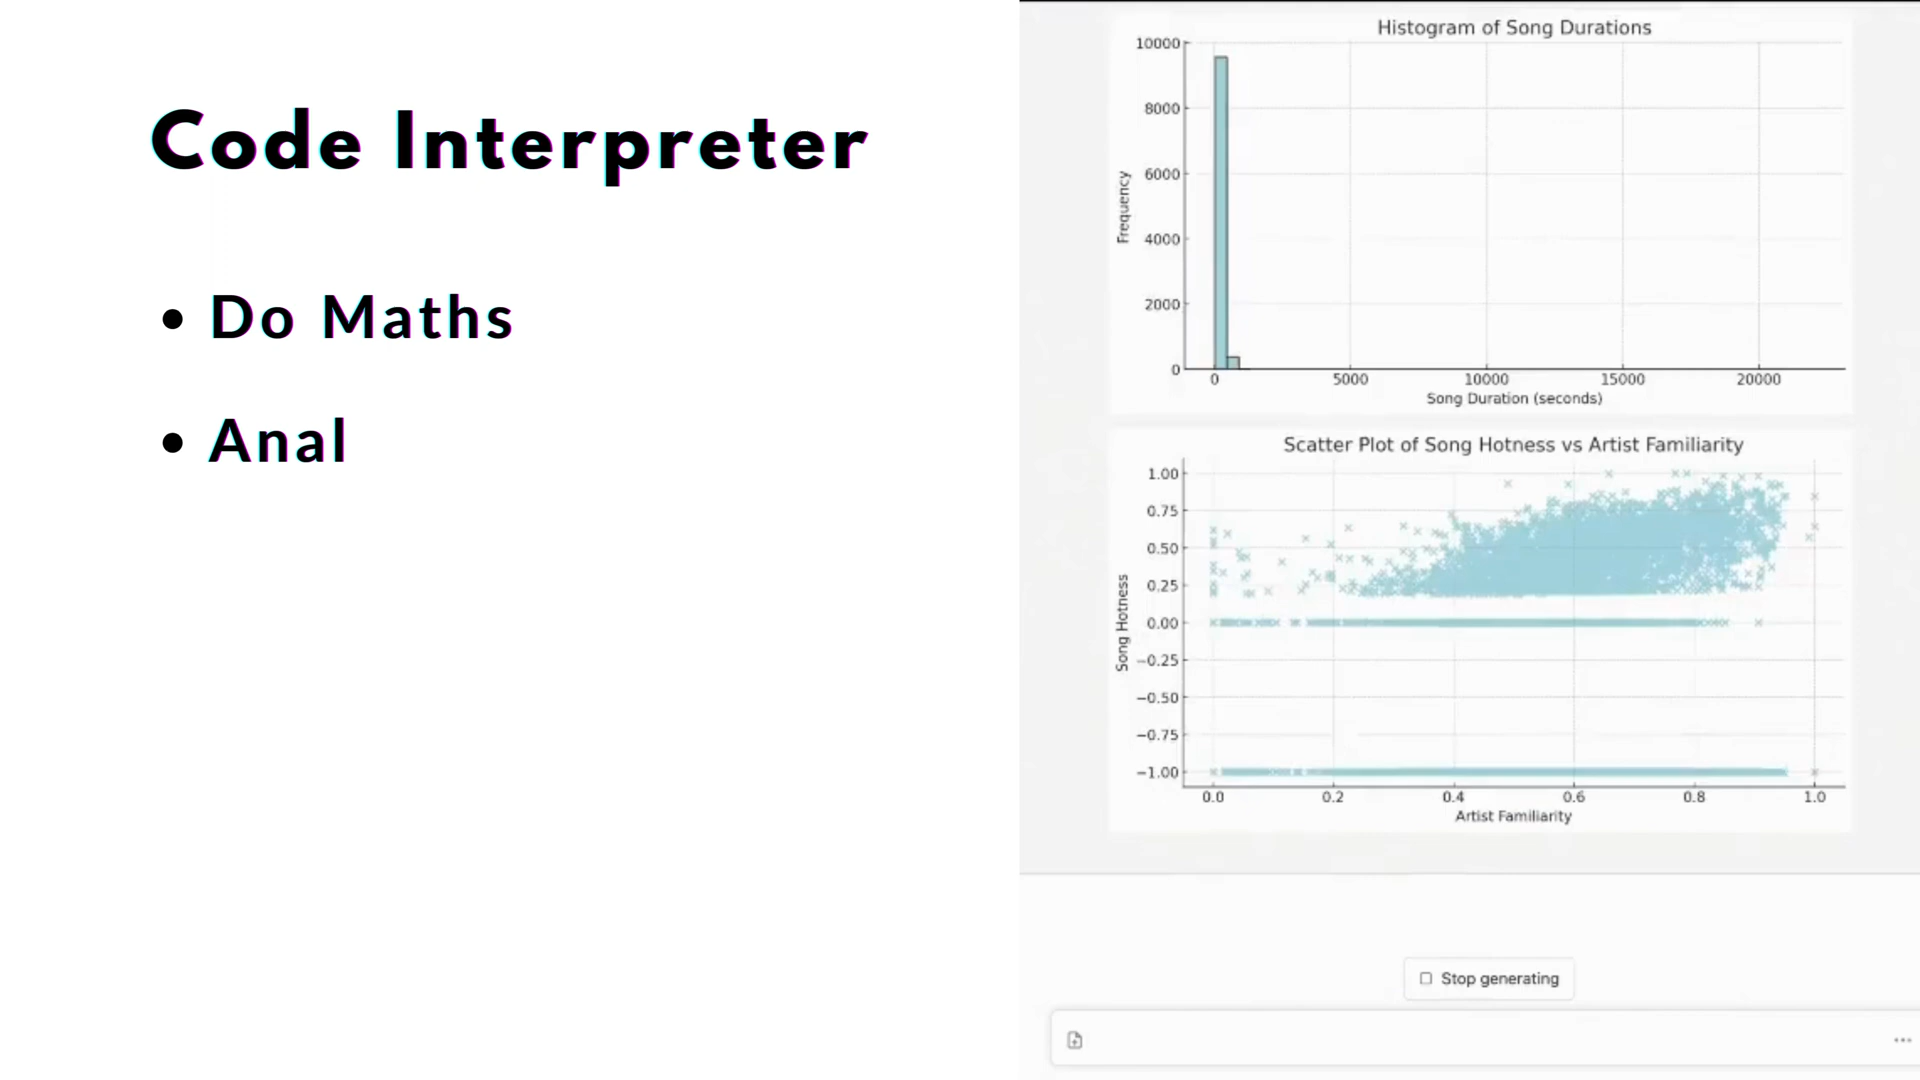 Code Interpreter
• Do Maths
• Anal
Histogram of Song Durations
10000
8000
6000
4000
2000
0
Frequency
0 5000 10000 15000 20000
Song Duration (seconds)
Scatter Plot of Song Hotness vs Artist Familiarity
1.00
0.75
0.50
0.25
0.00
−0.25
−0.50
−0.75
−1.00
Song Hotness
0.0 0.2 0.4 0.6 0.8 1.0
Artist Familiarity
Stop generating